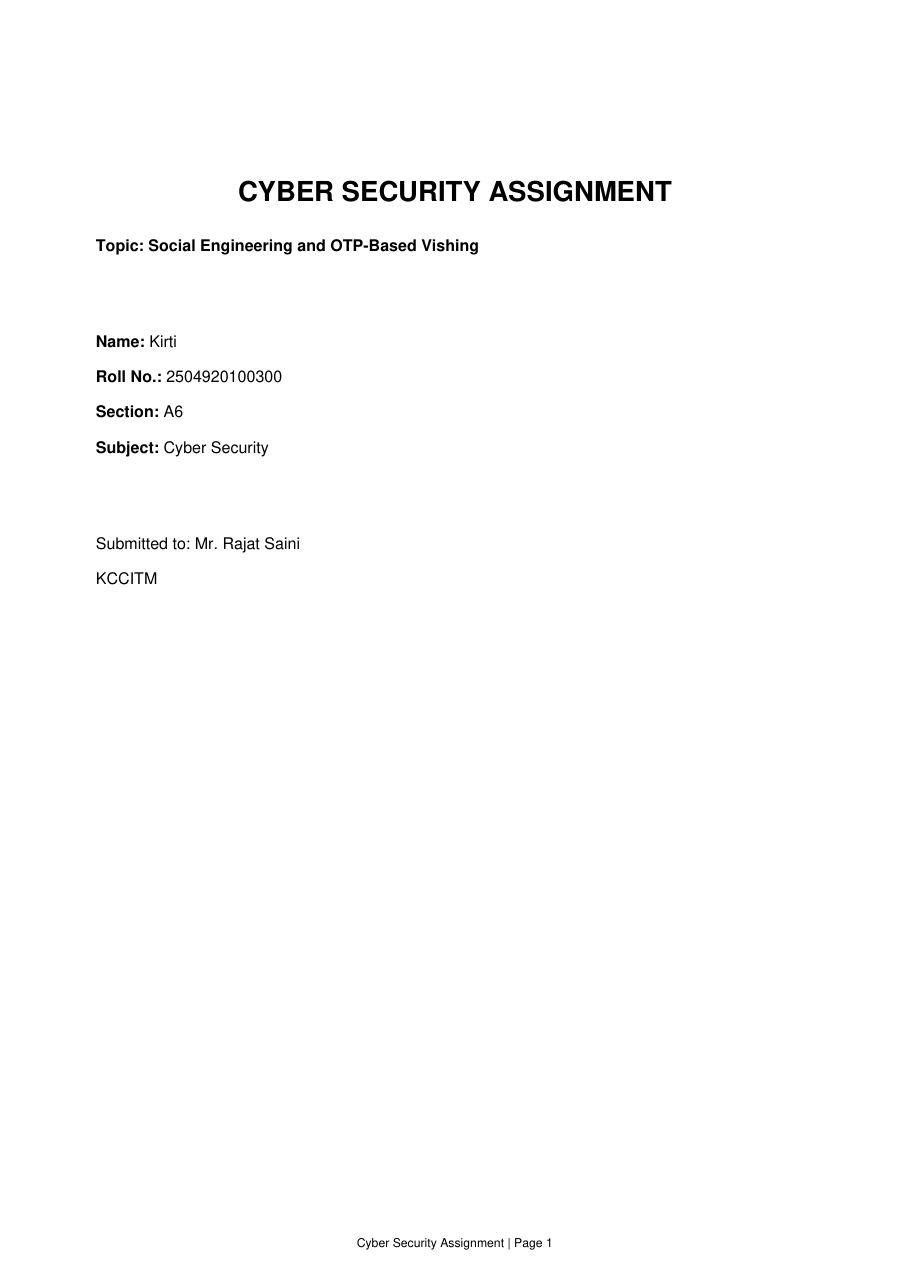 CYBER SECURITY ASSIGNMENT
Topic: Social Engineering and OTP-Based Vishing
Name: Kirti
Roll No.: 2504920100300
Section: A6
Subject: Cyber Security
Submitted to: Mr. Rajat Saini
KCCITM
Cyber Security Assignment | Page 1